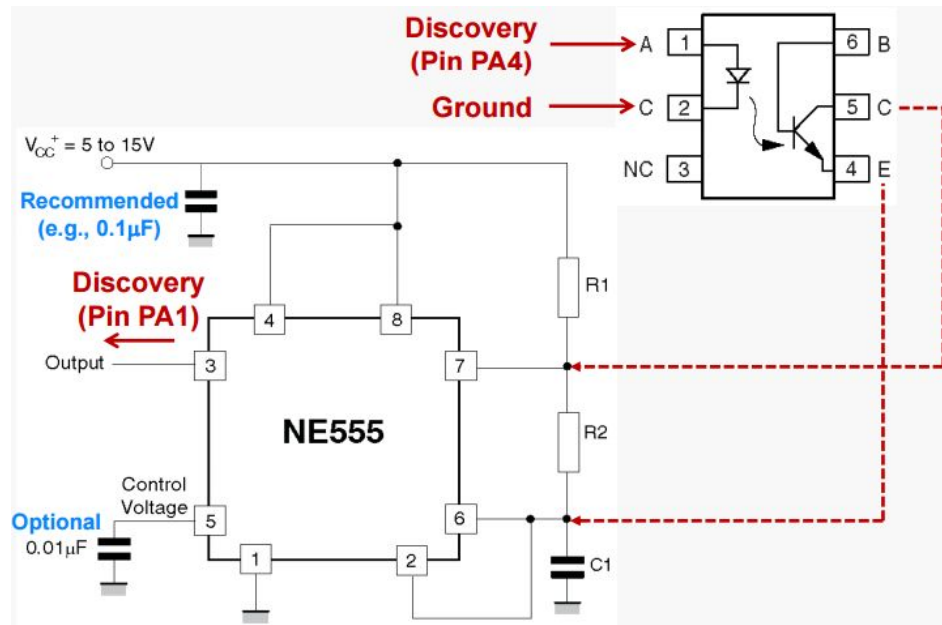 Discovery
(Pin PA4)
A
1
6
B
Ground
C
2
5
C
NC
3
4
E
V_CC^+ = 5 to 15V
Recommended
(e.g., 0.1μF)
Discovery
(Pin PA1)
4
8
R1
Output
3
7
NE555
R2
Control
Voltage
Optional
5
6
0.01μF
1
2
C1